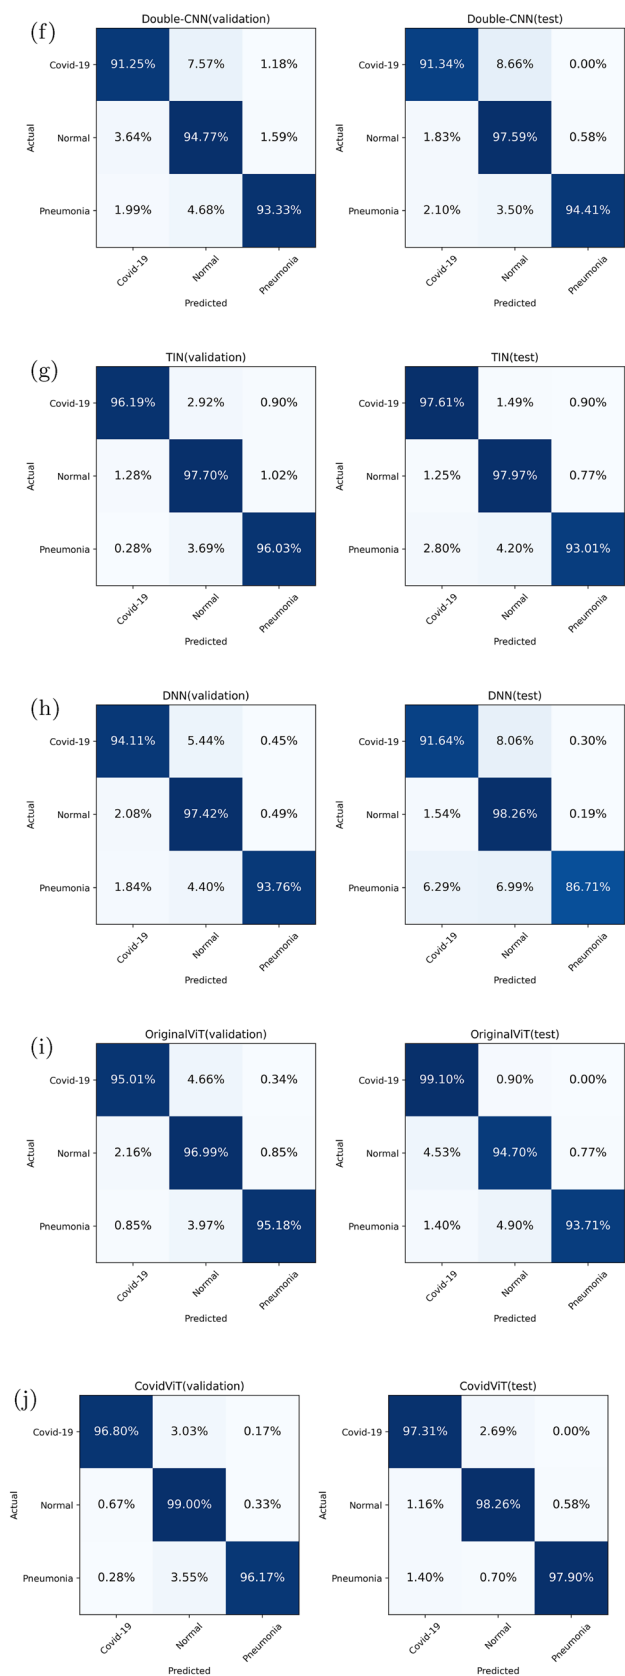 (f)
Double-CNN(validation)
Double-CNN(test)
Covid-19 91.25% 7.57% 1.18%
Covid-19 91.34% 8.66% 0.00%
Actual
Normal 3.64% 94.77% 1.59%
Actual
Normal 1.83% 97.59% 0.58%
Pneumonia 1.99% 4.68% 93.33%
Pneumonia 2.10% 3.50% 94.41%
Covid-19 Normal Pneumonia
Covid-19 Normal Pneumonia
Predicted
Predicted
(g)
TIN(validation)
TIN(test)
Covid-19 96.19% 2.92% 0.90%
Covid-19 97.61% 1.49% 0.90%
Actual
Normal 1.28% 97.70% 1.02%
Actual
Normal 1.25% 97.97% 0.77%
Pneumonia 0.28% 3.69% 96.03%
Pneumonia 2.80% 4.20% 93.01%
Covid-19 Normal Pneumonia
Covid-19 Normal Pneumonia
Predicted
Predicted
(h)
DNN(validation)
DNN(test)
Covid-19 94.11% 5.44% 0.45%
Covid-19 91.64% 8.06% 0.30%
Actual
Normal 2.08% 97.42% 0.49%
Actual
Normal 1.54% 98.26% 0.19%
Pneumonia 1.84% 4.40% 93.76%
Pneumonia 6.29% 6.99% 86.71%
Covid-19 Normal Pneumonia
Covid-19 Normal Pneumonia
Predicted
Predicted
(i)
OriginalViT(validation)
OriginalViT(test)
Covid-19 95.01% 4.66% 0.34%
Covid-19 99.10% 0.90% 0.00%
Actual
Normal 2.16% 96.99% 0.85%
Actual
Normal 4.53% 94.70% 0.77%
Pneumonia 0.85% 3.97% 95.18%
Pneumonia 1.40% 4.90% 93.71%
Covid-19 Normal Pneumonia
Covid-19 Normal Pneumonia
Predicted
Predicted
(j)
CovidViT(validation)
CovidViT(test)
Covid-19 96.80% 3.03% 0.17%
Covid-19 97.31% 2.69% 0.00%
Actual
Normal 0.67% 99.00% 0.33%
Actual
Normal 1.16% 98.26% 0.58%
Pneumonia 0.28% 3.55% 96.17%
Pneumonia 1.40% 0.70% 97.90%
Covid-19 Normal Pneumonia
Covid-19 Normal Pneumonia
Predicted
Predicted